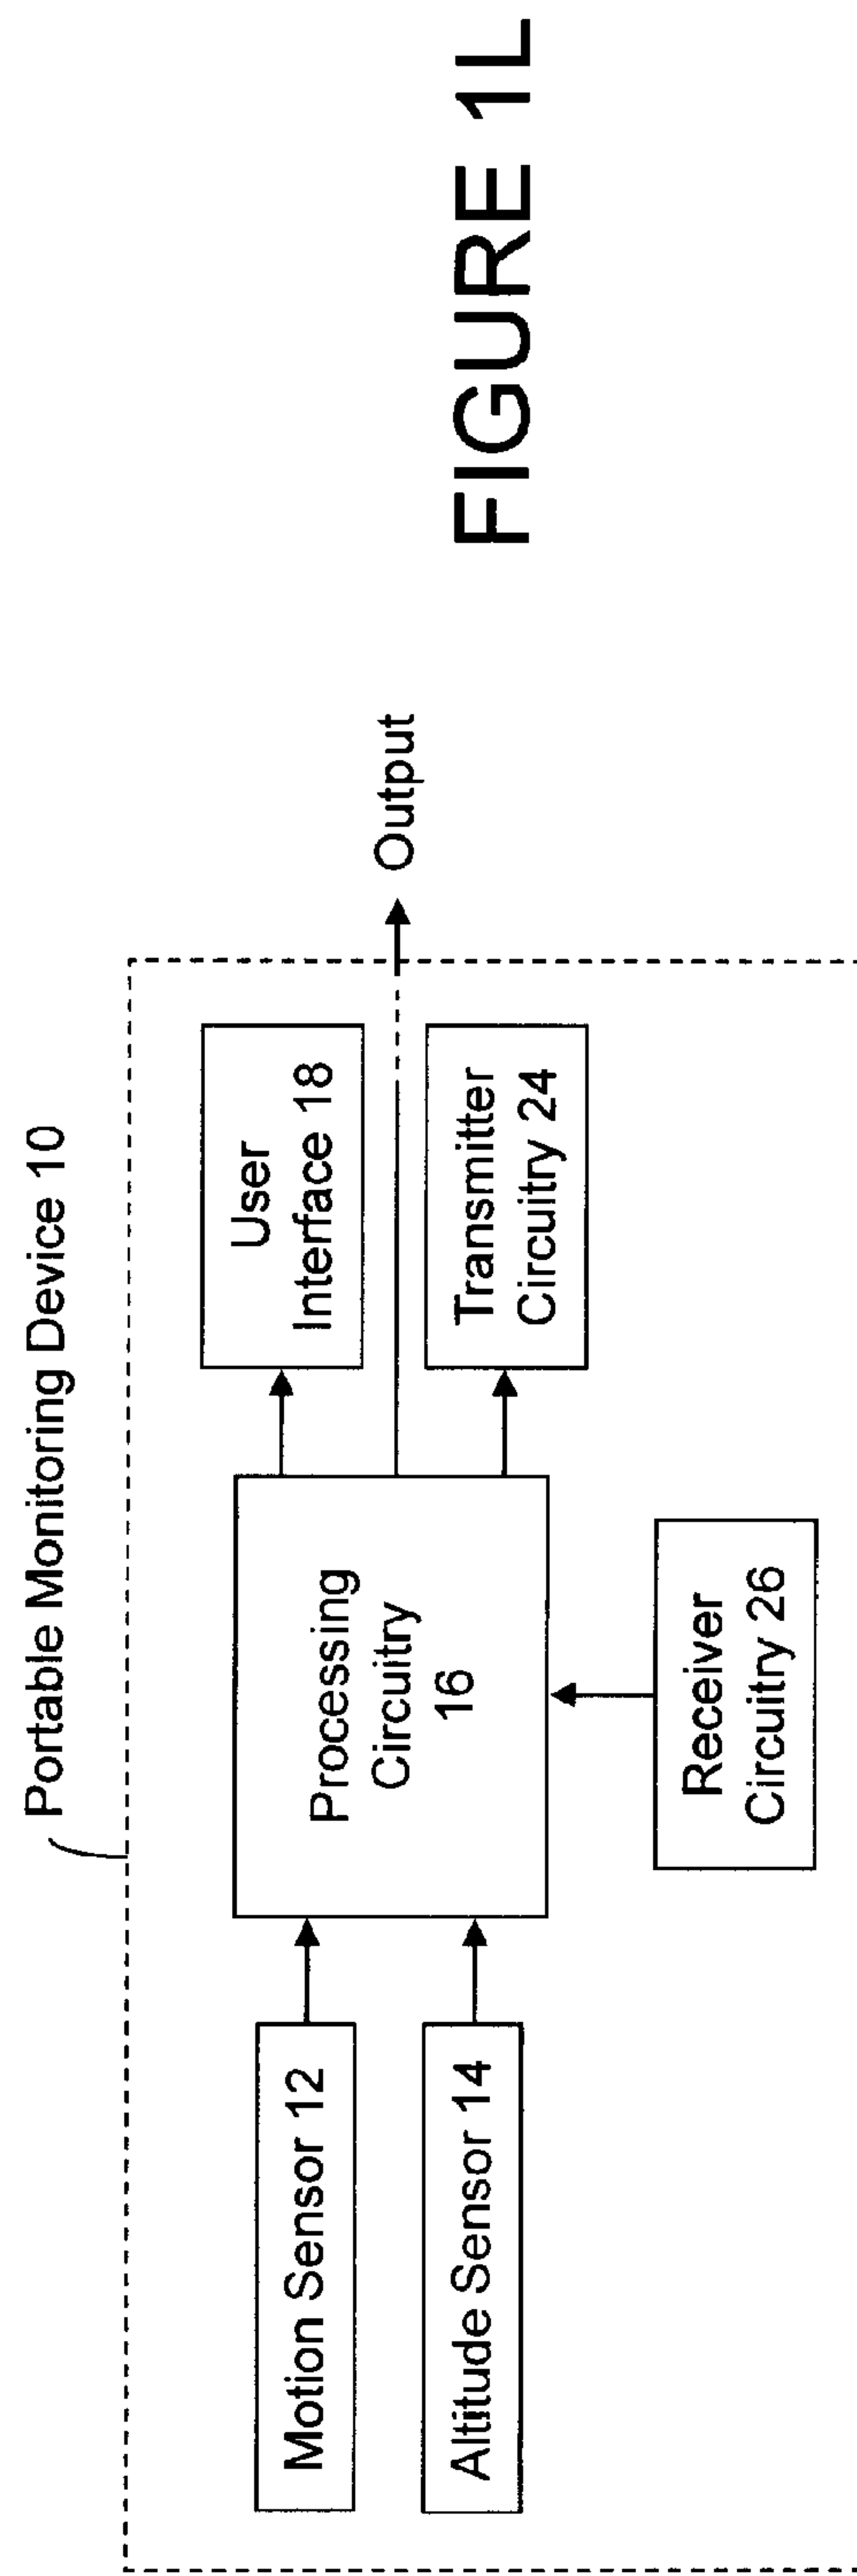 Portable Monitoring Device 10
Motion Sensor 12
Altitude Sensor 14
Processing
Circuitry
16
Receiver
Circuitry 26
User
Interface 18
Transmitter
Circuitry 24
Output
FIGURE 1L